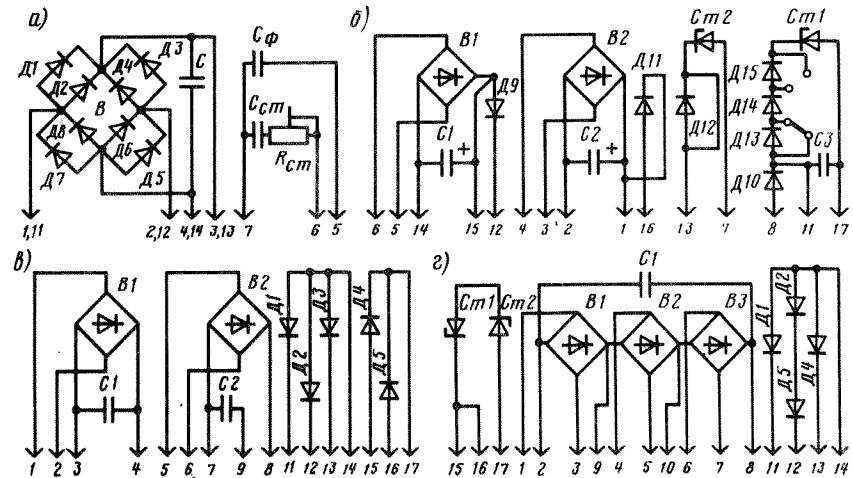 а)
Д1
Д2
Д4
Д3
С
В
Д8
Д6
Д7
Д5
1,11
2,12
4,14
3,13
Сф
Сст
Rст
7
6
5
б)
В1
Д9
С1
+
6
5
14
15
12
В2
Д11
С2
+
4
3
2
1
16
Ст2
Д12
13
Ст1
Д15
Д14
Д13
С3
Д10
8
11
17
в)
В1
С1
1
2
3
4
В2
С2
5
6
7
9
8
Д1
Д3
Д2
Д4
Д5
11
12
13
14
15
16
17
г)
Ст1
Ст2
С1
В1
В2
В3
Д1
Д2
Д5
Д4
15
16
17
1
2
3
9
4
5
10
6
7
8
11
12
13
14